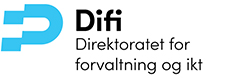 Difi
Direktoratet for
forvaltning og ikt